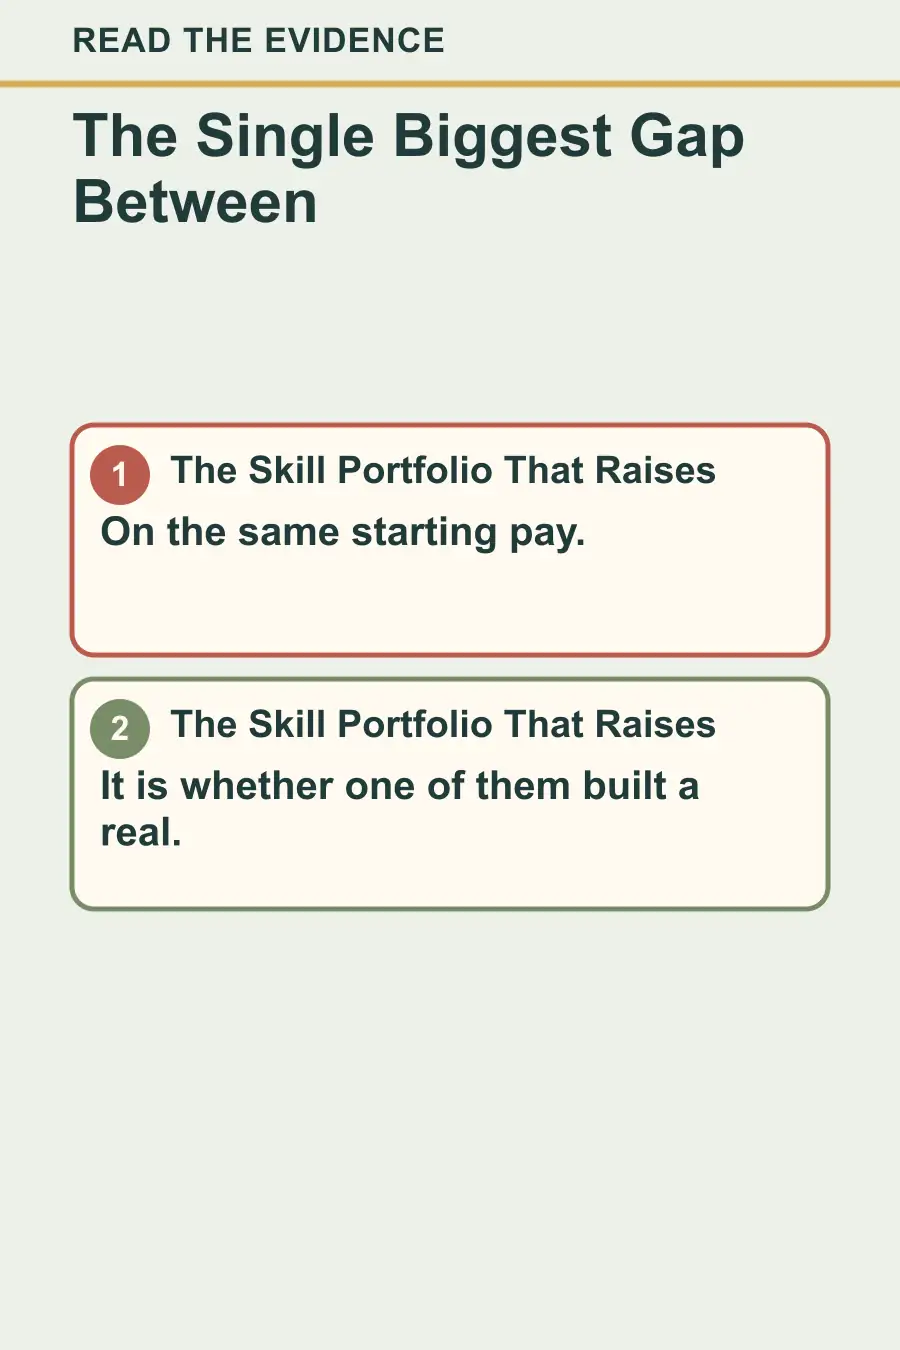 READ THE EVIDENCE
The Single Biggest Gap
Between
1 The Skill Portfolio That Raises
On the same starting pay.
2 The Skill Portfolio That Raises
It is whether one of them built a
real.